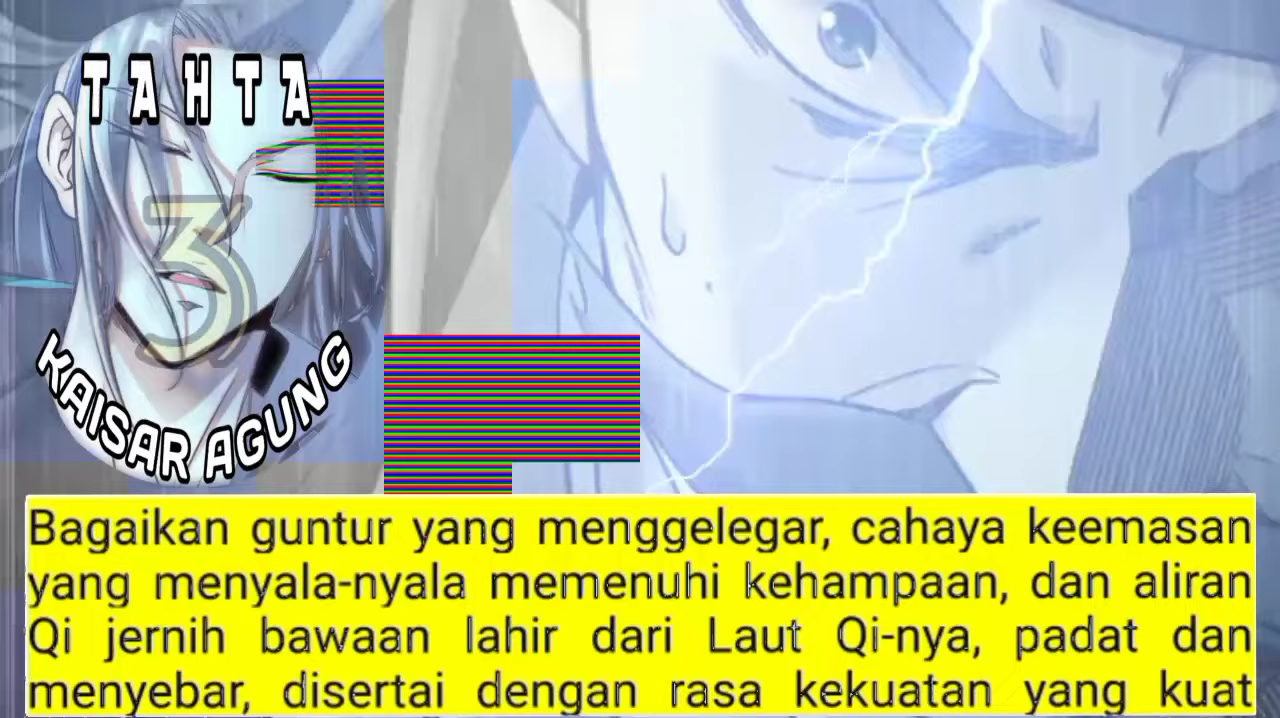 TAHTA
3
KAISAR AGUNG
Bagaikan guntur yang menggelegar, cahaya keemasan
yang menyala-nyala memenuhi kehampaan, dan aliran
Qi jernih bawaan lahir dari Laut Qi-nya, padat dan
menyebar, disertai dengan rasa kekuatan yang kuat